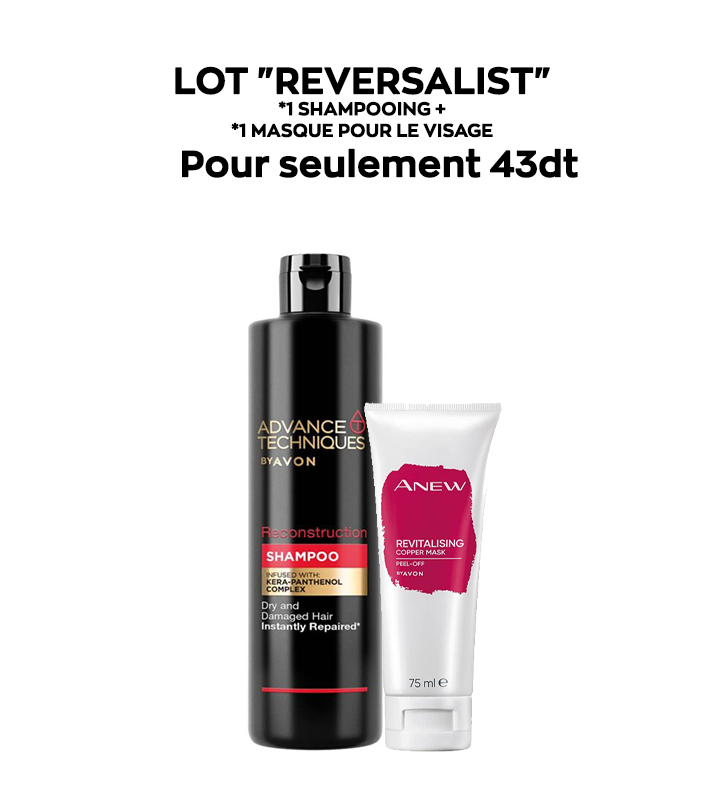 LOT "REVERSALIST"
*1 SHAMPOOING +
*1 MASQUE POUR LE VISAGE
Pour seulement 43dt
ADVANCE
TECHNIQUES
BY AVON
Reconstruction
SHAMPOO
INFUSED WITH:
KERA-PANTHENOL
COMPLEX
Dry and
Damaged Hair
Instantly Repaired*
ANEW
REVITALISING
COPPER MASK
PEEL-OFF
BY AVON
75 ml e